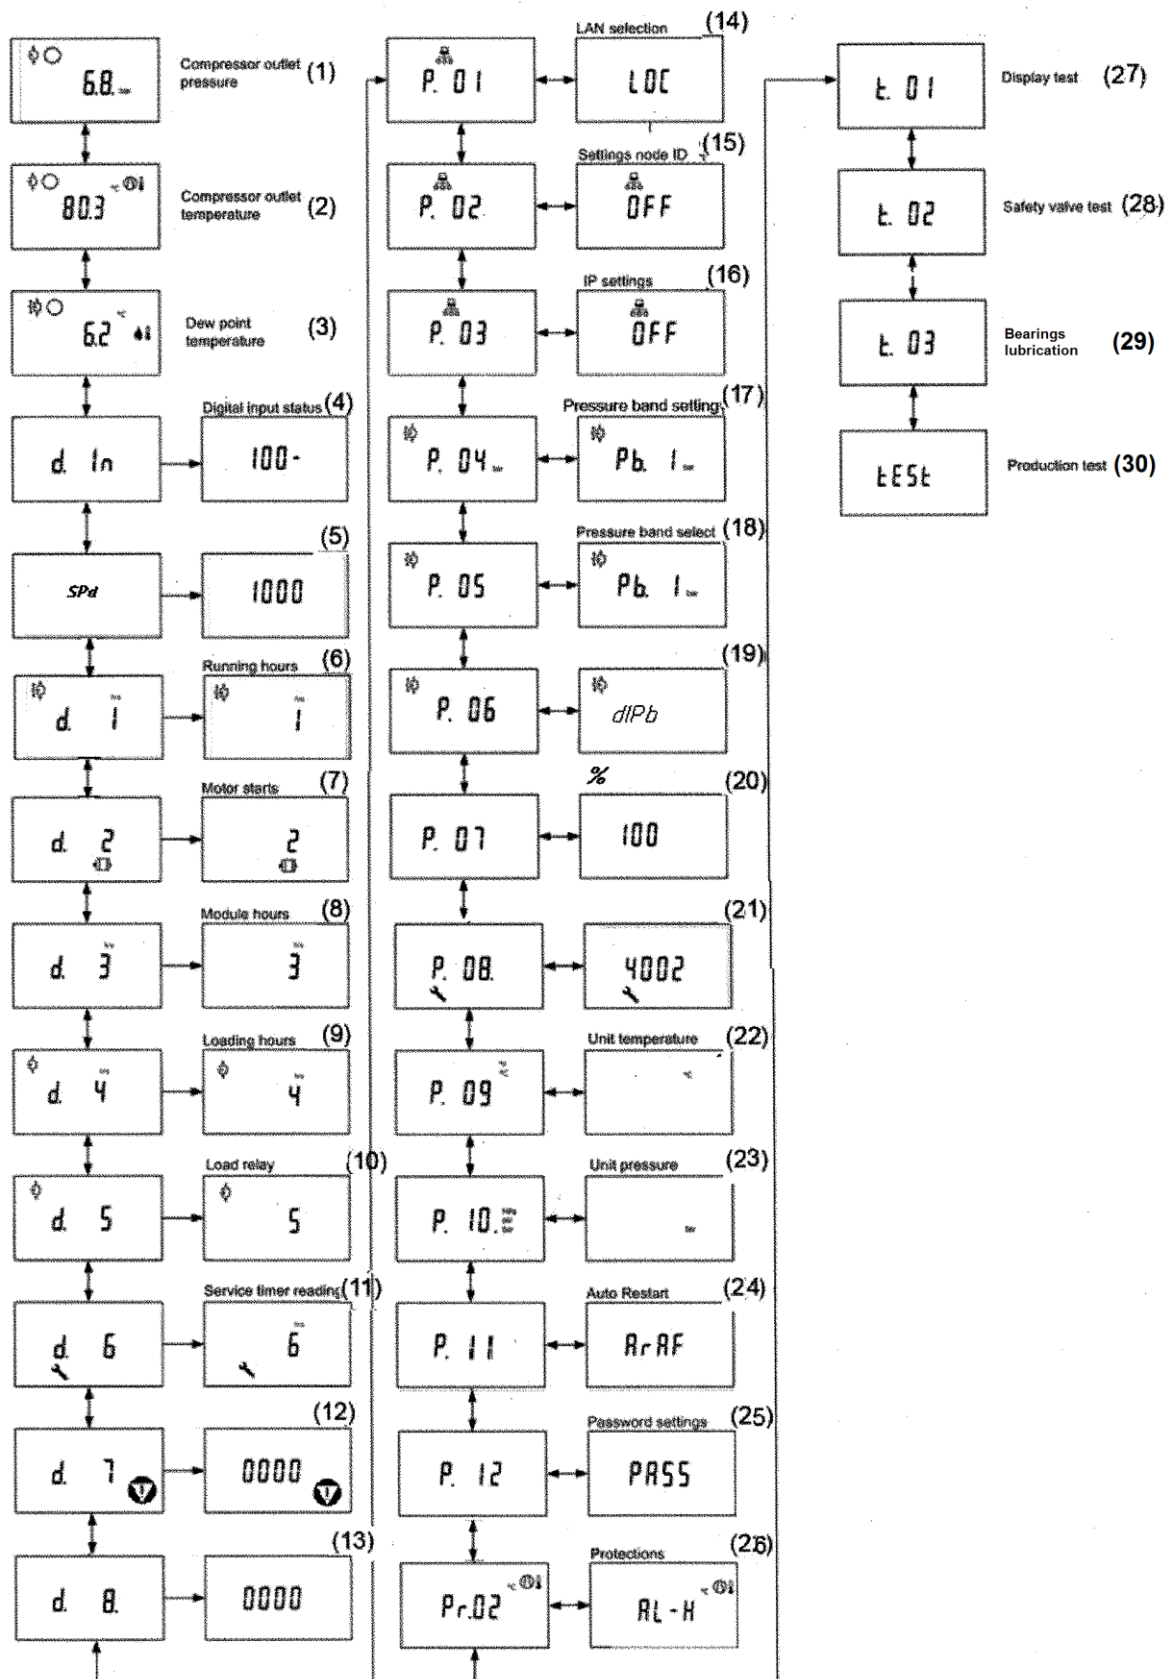 6.8.
Compressor outlet
pressure
(1)
80.3
Compressor outlet
temperature
(2)
6.2
Dew point
temperature
(3)
d. In
Digital input status (4)
100-
SPd
(5)
1000
d. 1
Running hours (6)
hrs
1
d. 2
Motor starts (7)
2
d. 3
Module hours (8)
3
d. 4
Loading hours (9)
4
d. 5
Load relay (10)
5
d. 6
Service timer reading (11)
6
d. 7
(12)
0000
d. 8.
(13)
0000
P. 01
LAN selection (14)
LOC
P. 02
Settings node ID (15)
OFF
P. 03
IP settings (16)
OFF
P. 04
Pressure band setting (17)
Pb. 1
P. 05
Pressure band select (18)
Pb. 1
P. 06
(19)
dIPb
P. 07
%
(20)
100
P. 08.
(21)
4002
P. 09
Unit temperature (22)
°C
P. 10.
Unit pressure (23)
bar
P. 11
Auto Restart (24)
ArAF
P. 12
Password settings (25)
PASS
Pr.02
Protections (26)
AL-H
t. 01
Display test (27)
t. 02
Safety valve test (28)
t. 03
Bearings
lubrication
(29)
tESt
Production test (30)